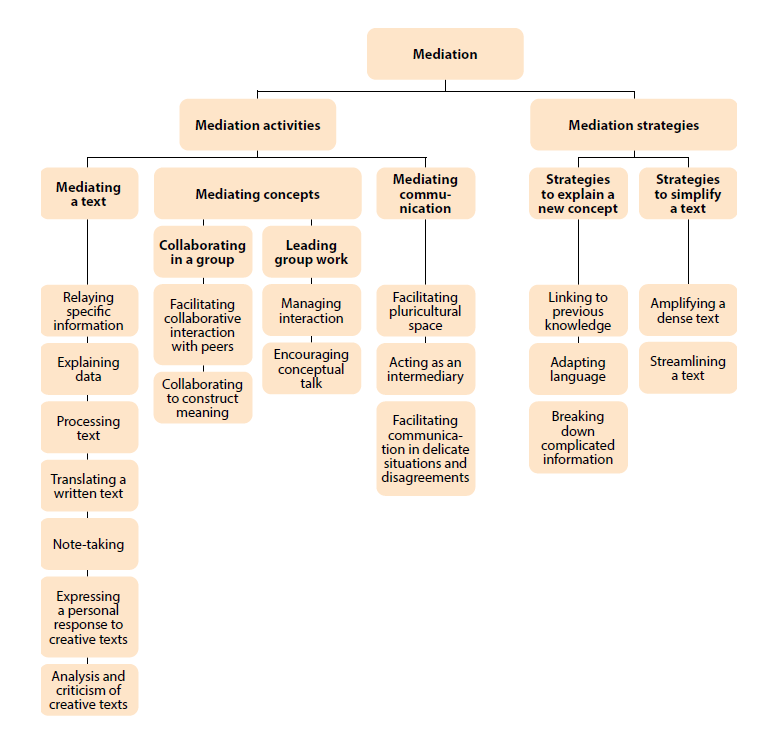 Mediation
Mediation activities
Mediation strategies
Mediating
a text
Mediating concepts
Mediating
commu-
nication
Strategies
to explain a
new concept
Strategies
to simplify
a text
Collaborating
in a group
Leading
group work
Relaying
specific
information
Explaining
data
Processing
text
Translating a
written text
Note-taking
Expressing
a personal
response to
creative texts
Analysis and
criticism of
creative texts
Facilitating
collaborative
interaction
with peers
Collaborating
to construct
meaning
Managing
interaction
Encouraging
conceptual
talk
Facilitating
pluricultural
space
Acting as an
intermediary
Facilitating
communica-
tion in delicate
situations and
disagreements
Linking to
previous
knowledge
Adapting
language
Breaking
down
complicated
information
Amplifying a
dense text
Streamlining
a text